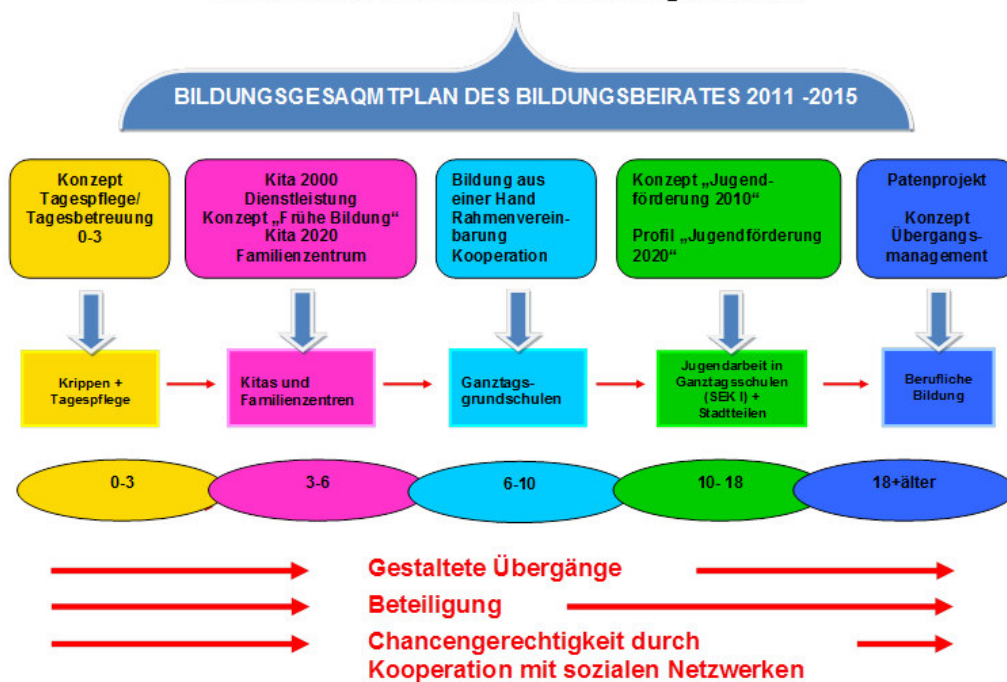 BILDUNGSGESAQMTPLAN DES BILDUNGSBEIRATES 2011 -2015
Konzept
Tagespflege/
Tagesbetreuung
0-3
Kita 2000
Dienstleistung
Konzept „Frühe Bildung“
Kita 2020
Familienzentrum
Bildung aus
einer Hand
Rahmenverein-
barung
Kooperation
Konzept „Jugend-
förderung 2010“
Profil „Jugendförderung
2020“
Patenprojekt
Konzept
Übergangs-
management
Krippen +
Tagespflege
Kitas und
Familienzentren
Ganztags-
grundschulen
Jugendarbeit in
Ganztagsschulen
(SEK I) +
Stadtteilen
Berufliche
Bildung
0-3
3-6
6-10
10- 18
18+älter
Gestaltete Übergänge
Beteiligung
Chancengerechtigkeit durch
Kooperation mit sozialen Netzwerken